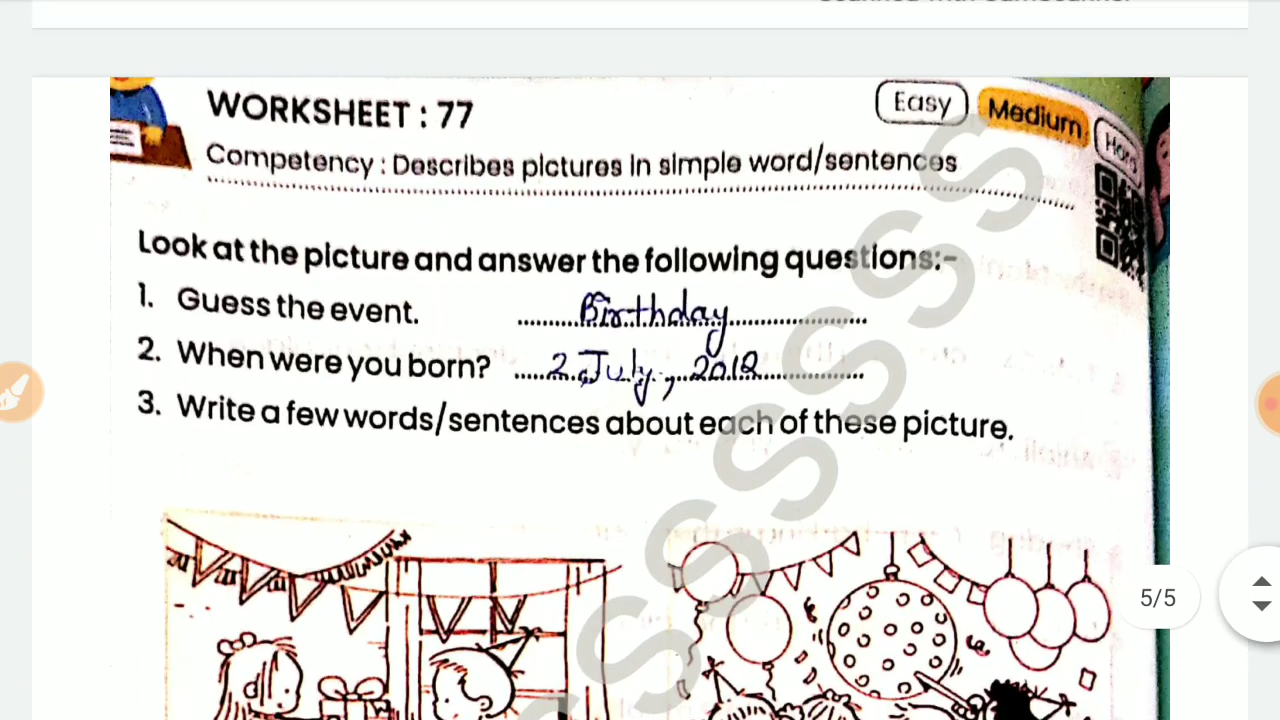 WORKSHEET : 77
Easy
Medium
Competency : Describes pictures in simple word/sentences
Look at the picture and answer the following questions:-
1. Guess the event. Birthday
2. When were you born? 2 July, 2018
3. Write a few words/sentences about each of these picture.
5/5
SSSSS